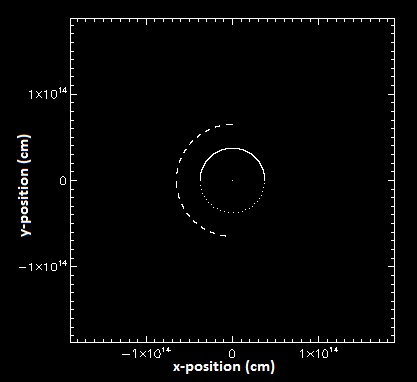 1×10¹⁴
0
−1×10¹⁴
y-position (cm)
−1×10¹⁴ 0 1×10¹⁴
x-position (cm)